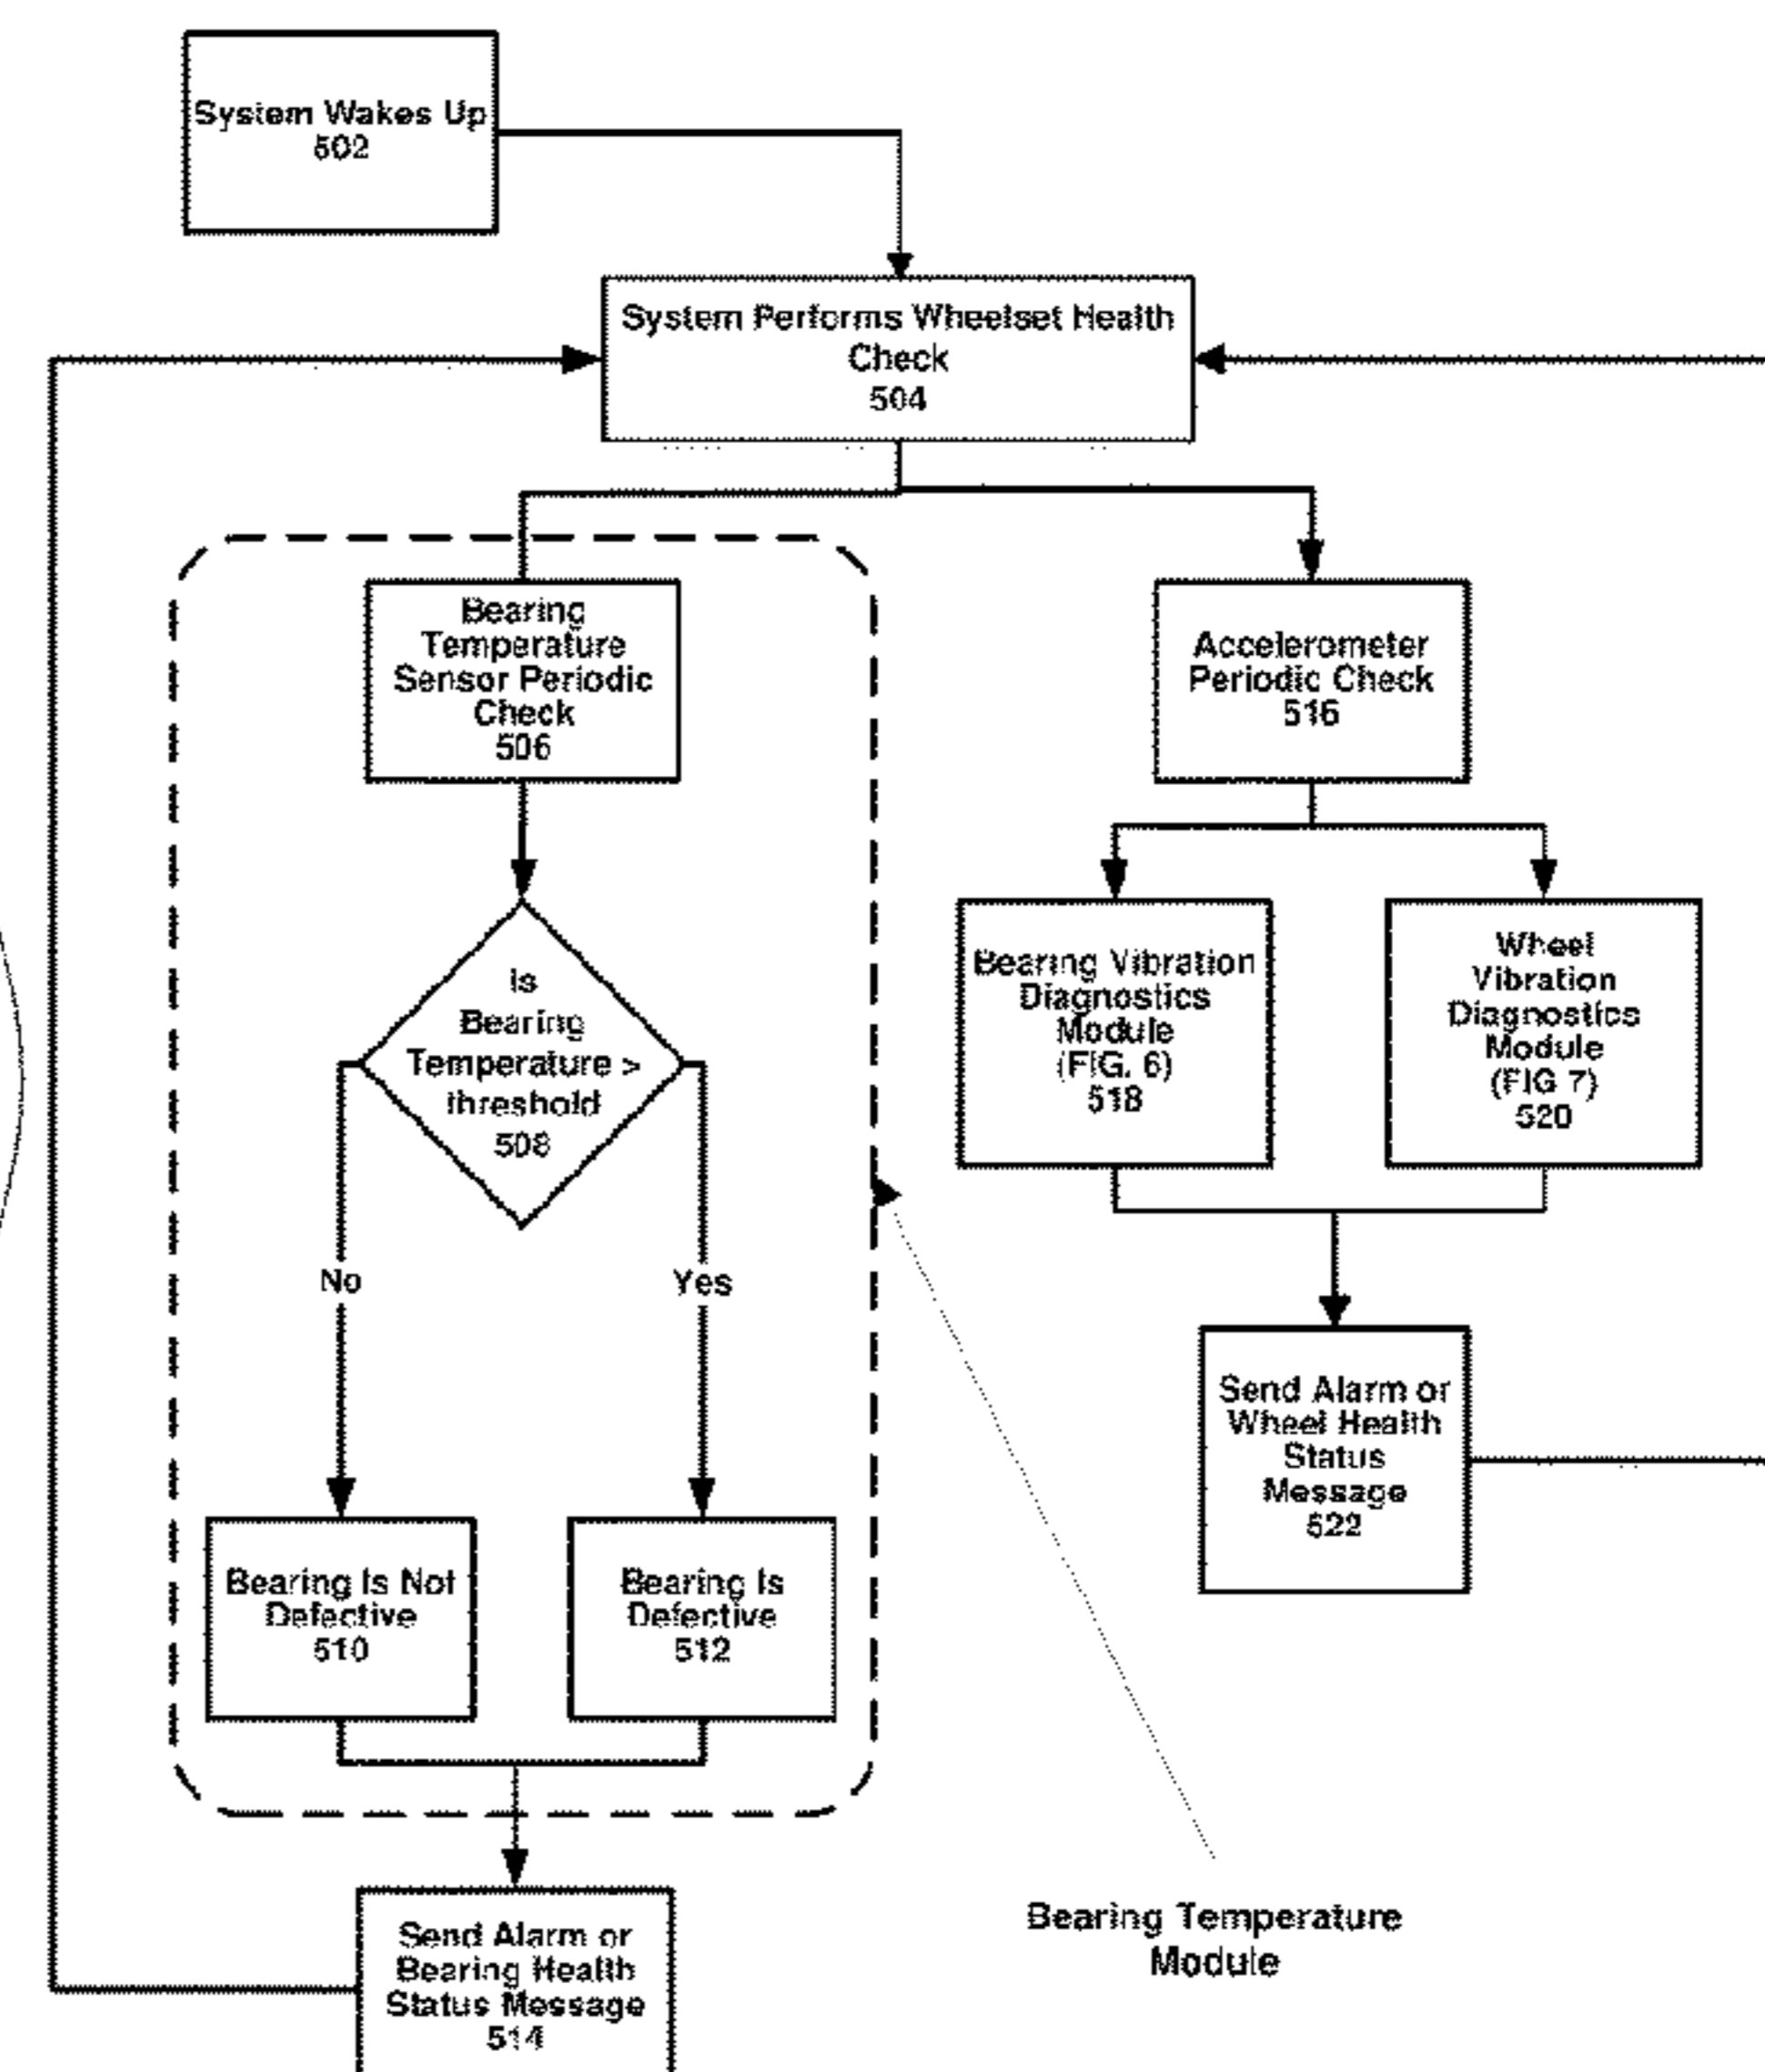 System Wakes Up
502
System Performs Wheelset Health
Check
504
Bearing
Temperature
Sensor Periodic
Check
506
Accelerometer
Periodic Check
516
Is
Bearing
Temperature >
threshold
508
Bearing Vibration
Diagnostics
Module
(FIG. 6)
518
Wheel
Vibration
Diagnostics
Module
(FIG 7)
520
No
Yes
Send Alarm or
Wheel Health
Status
Message
522
Bearing Is Not
Defective
510
Bearing Is
Defective
512
Bearing Temperature
Module
Send Alarm or
Bearing Health
Status Message
514